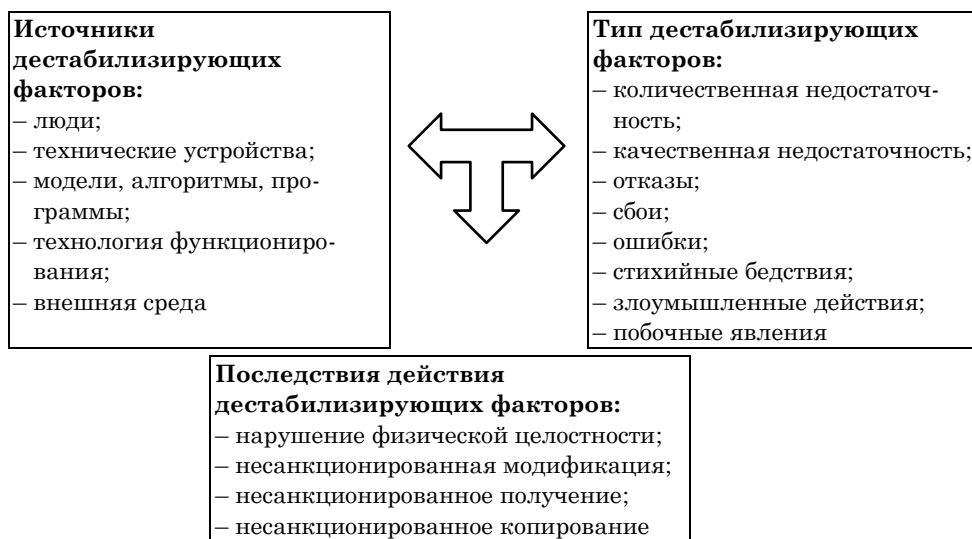 Источники
дестабилизирующих
факторов:
– люди;
– технические устройства;
– модели, алгоритмы, про-
граммы;
– технология функциониро-
вания;
– внешняя среда
Тип дестабилизирующих
факторов:
– количественная недостаточ-
ность;
– качественная недостаточность;
– отказы;
– сбои;
– ошибки;
– стихийные бедствия;
– злоумышленные действия;
– побочные явления
Последствия действия
дестабилизирующих факторов:
– нарушение физической целостности;
– несанкционированная модификация;
– несанкционированное получение;
– несанкционированное копирование